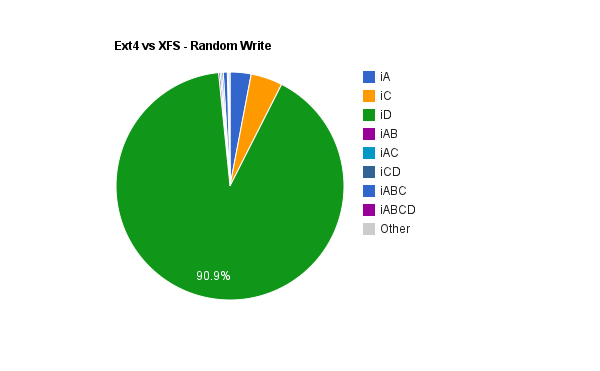 Ext4 vs XFS - Random Write
iA
iC
iD
iAB
iAC
iCD
iABC
iABCD
Other
90.9%